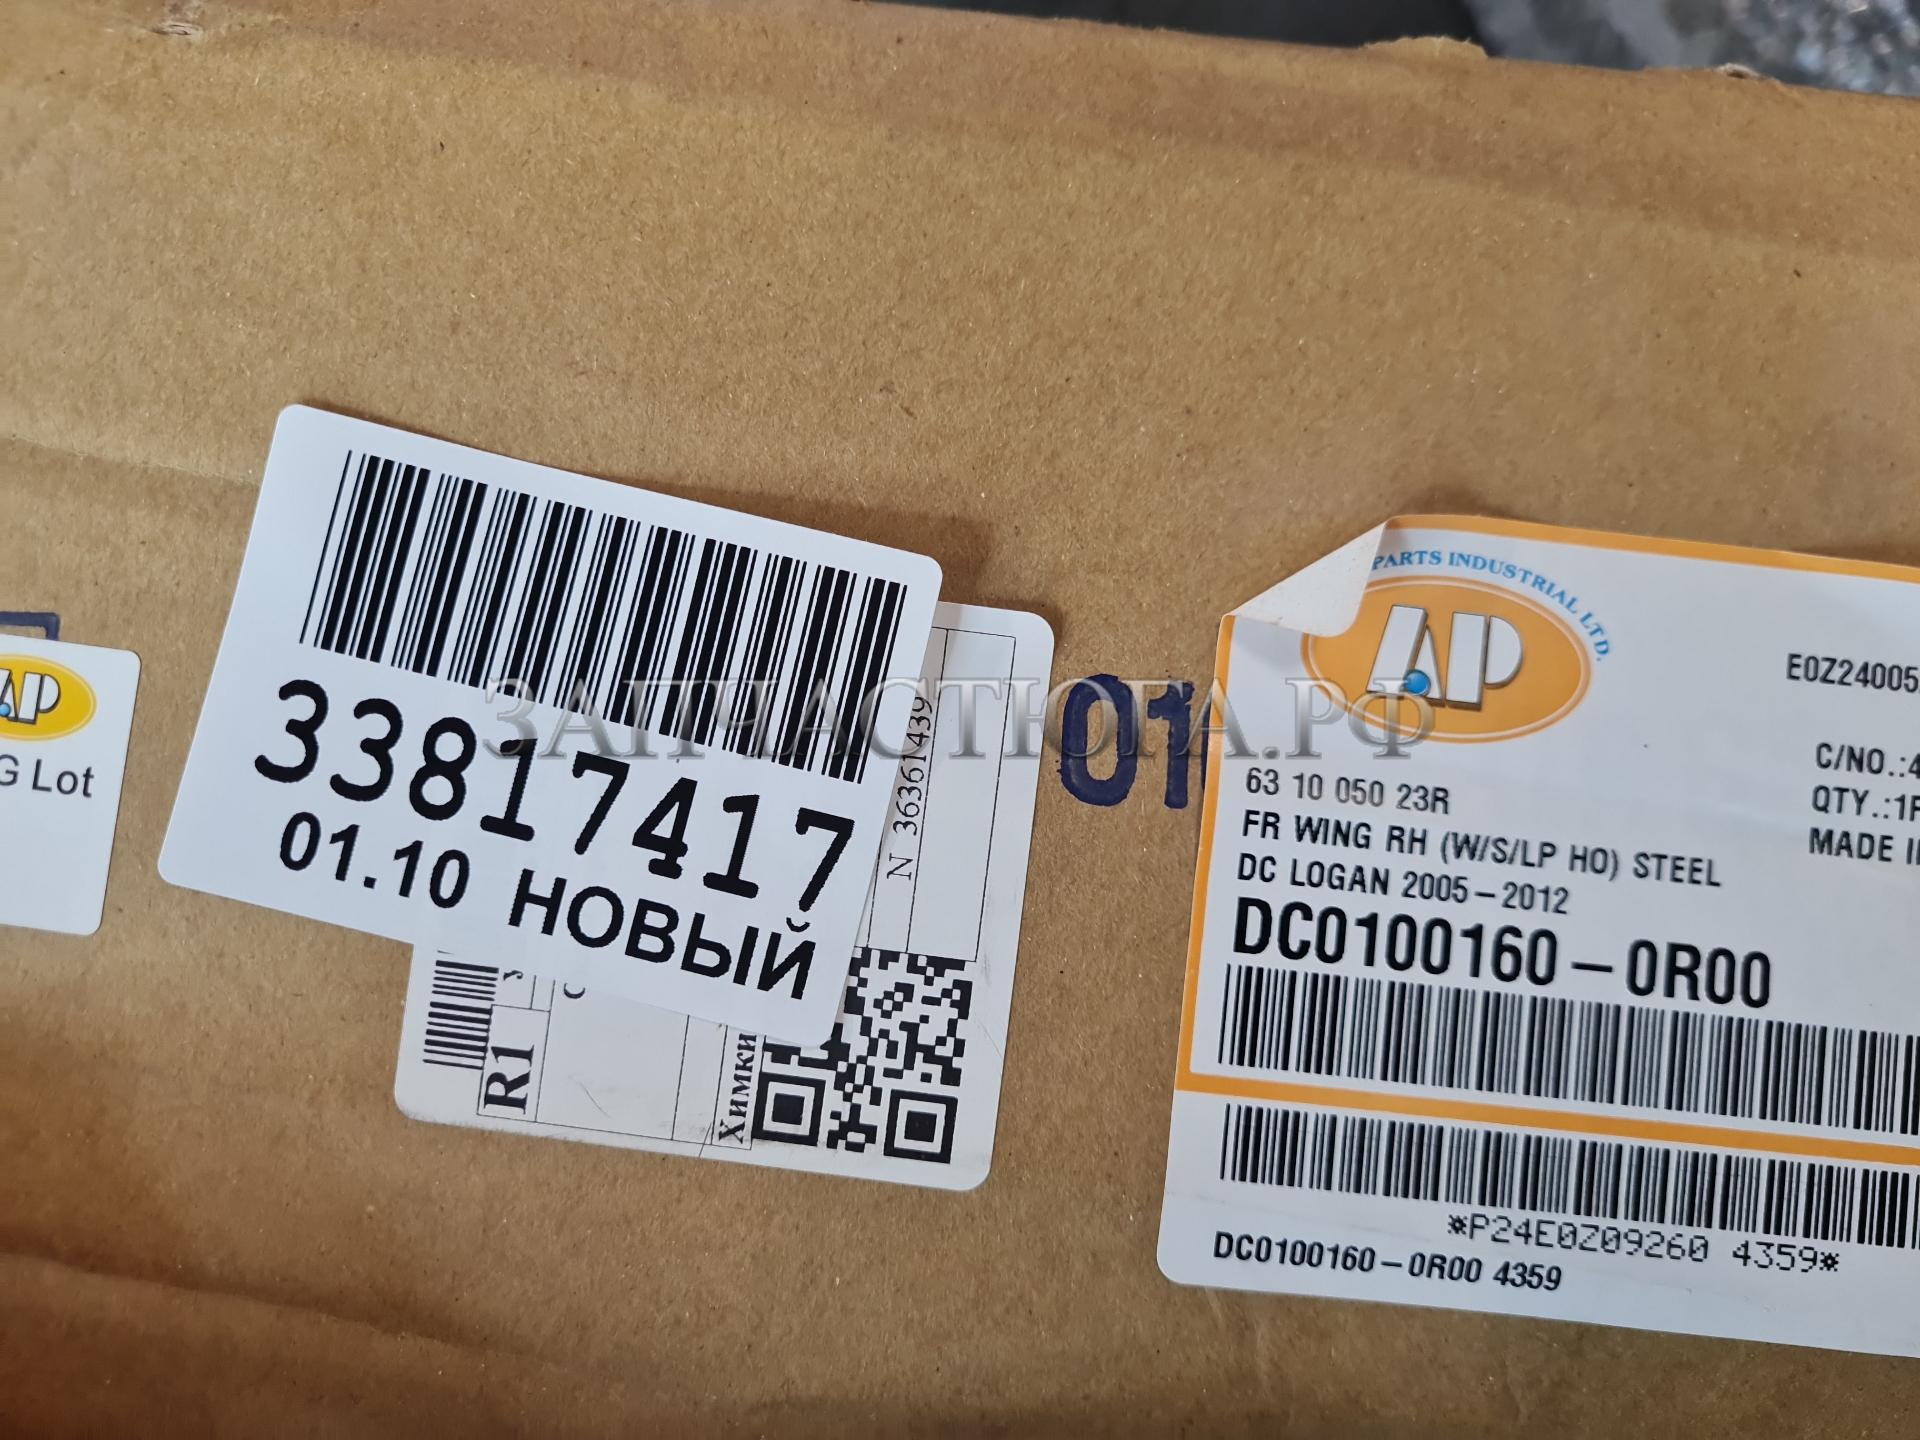 AP
G Lot
33817417
01.10 НОВЫЙ
N 36361439
R1
Химки
ЗАПЧАСТЮГА.РФ
01
PARTS INDUSTRIAL LTD.
AP
E0Z24005
C/NO.:4
QTY.:1
MADE
63 10 050 23R
FR WING RH (W/S/LP HO) STEEL
DC LOGAN 2005-2012
DC0100160-0R00
*P24E0Z09260 4359*
DC0100160-0R00 4359